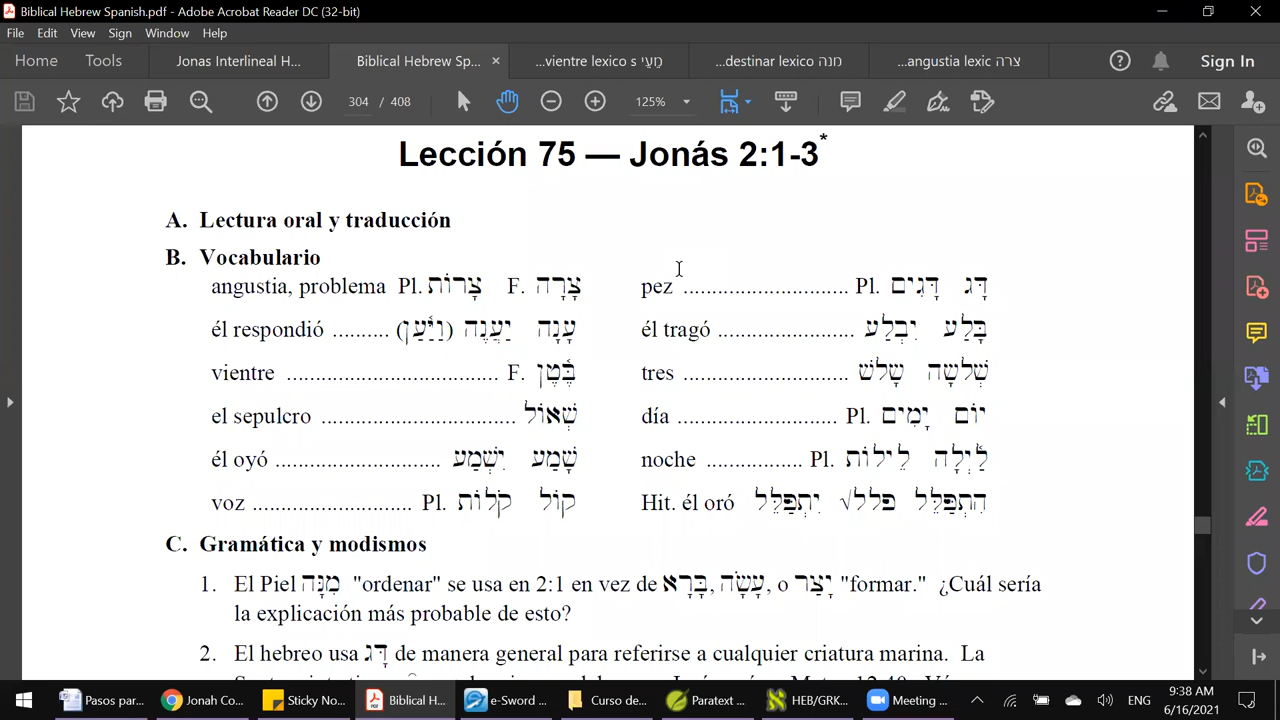 Biblical Hebrew Spanish.pdf - Adobe Acrobat Reader DC (32-bit)
File Edit View Sign Window Help
Home Tools Jonas Interlineal H... Biblical Hebrew Sp... × ...vientre lexico s מֵעַי ...destinar lexico מנה ...angustia lexic צרה Sign In
304 / 408 125%
Lección 75 — Jonás 2:1-3*
A. Lectura oral y traducción
B. Vocabulario
angustia, problema Pl. צָרוֹת F. צָרָה pez ............................ Pl. דָּגִים דָּג
él respondió .......... (וַיַּ֫עַן) יַעֲנֶה עָנָה él tragó ....................... יִבְלַע בָּלַע
vientre .................................... F. בֶּ֫טֶן tres ............................ שָׁלֹשׁ שְׁלֹשָׁה
el sepulcro .................................. שְׁאוֹל día ........................... Pl. יָמִים יוֹם
él oyó ............................ יִשְׁמַע שָׁמַע noche ................ Pl. לֵילוֹת לַ֫יְלָה
voz ........................... Pl. קֹלוֹת קוֹל Hit. él oró יִתְפַּלֵּל √פלל הִתְפַּלֵּל
C. Gramática y modismos
1. El Piel מִנָּה "ordenar" se usa en 2:1 en vez de בָּרָא, עָשָׂה, o יָצַר "formar." ¿Cuál sería
la explicación más probable de esto?
2. El hebreo usa דָּג de manera general para referirse a cualquier criatura marina. La
Pasos par... Jonah Co... Sticky No... Biblical H... e-Sword ... Curso de... Paratext ... HEB/GRK... Meeting ... ENG 9:38 AM
6/16/2021